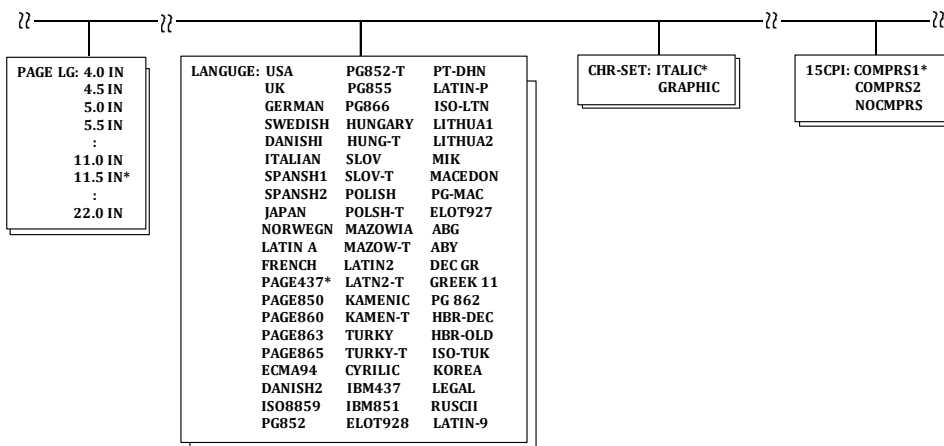 PAGE LG: 4.0 IN
4.5 IN
5.0 IN
5.5 IN
:
11.0 IN
11.5 IN*
:
22.0 IN
LANGUGE: USA PG852-T PT-DHN
UK PG855 LATIN-P
GERMAN PG866 ISO-LTN
SWEDISH HUNGARY LITHUA1
DANISHI HUNG-T LITHUA2
ITALIAN SLOV MIK
SPANSH1 SLOV-T MACEDON
SPANSH2 POLISH PG-MAC
JAPAN POLSH-T ELOT927
NORWEGN MAZOWIA ABG
LATIN A MAZOW-T ABY
FRENCH LATIN2 DEC GR
PAGE437* LATN2-T GREEK 11
PAGE850 KAMENIC PG 862
PAGE860 KAMEN-T HBR-DEC
PAGE863 TURKY HBR-OLD
PAGE865 TURKY-T ISO-TUK
ECMA94 CYRILIC KOREA
DANISH2 IBM437 LEGAL
ISO8859 IBM851 RUSCII
PG852 ELOT928 LATIN-9
CHR-SET: ITALIC*
GRAPHIC
15CPI: COMPRS1*
COMPRS2
NOCMPRS